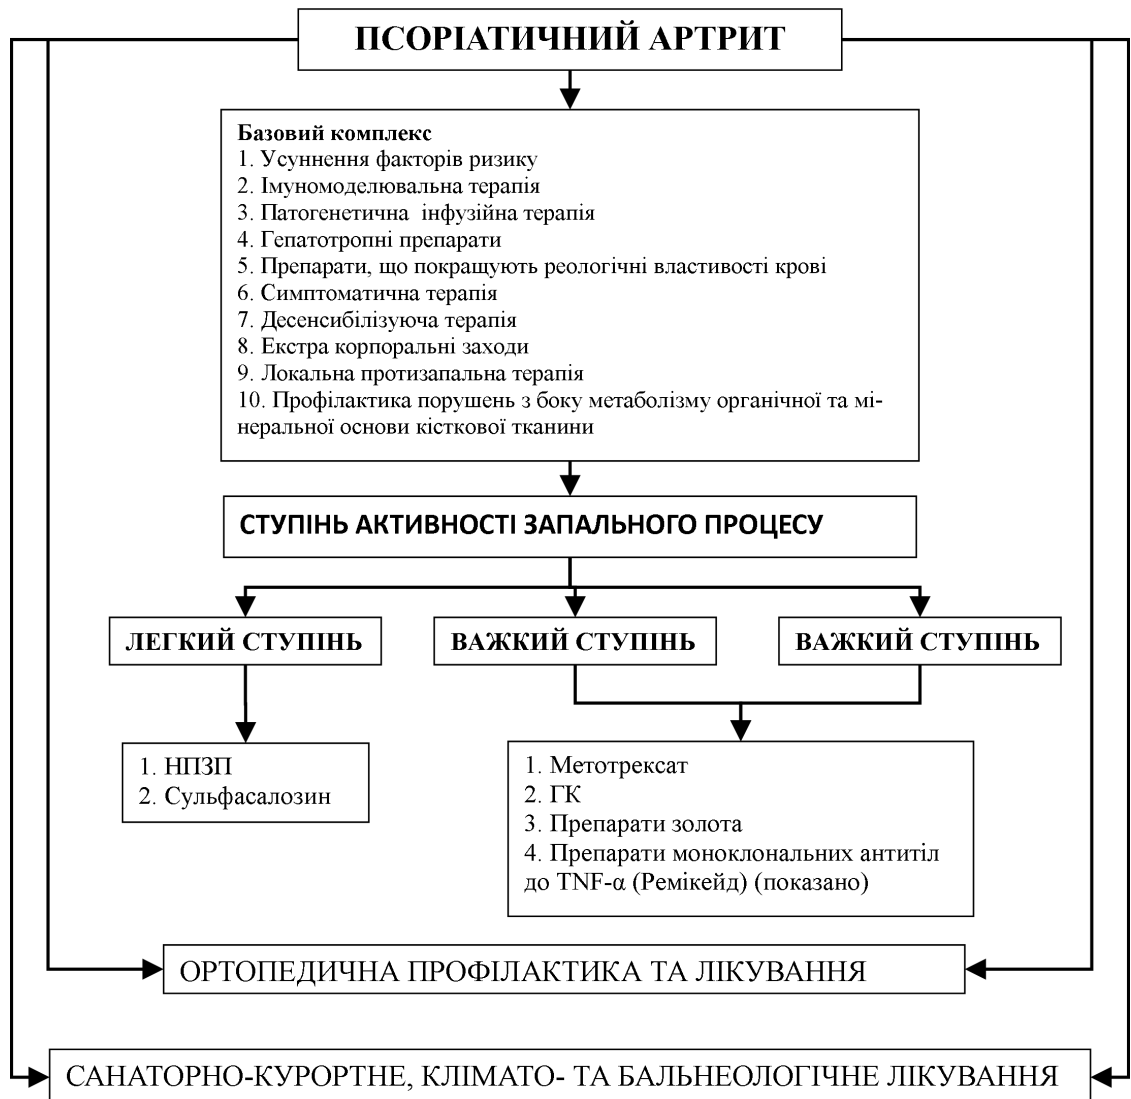 ПСОРІАТИЧНИЙ АРТРИТ
Базовий комплекс
1. Усуннення факторів ризику
2. Імуномоделювальна терапія
3. Патогенетична інфузійна терапія
4. Гепатотропні препарати
5. Препарати, що покращують реологічні властивості крові
6. Симптоматична терапія
7. Десенсибілізуюча терапія
8. Екстра корпоральні заходи
9. Локальна протизапальна терапія
10. Профілактика порушень з боку метаболізму органічної та мі-
неральної основи кісткової тканини
СТУПІНЬ АКТИВНОСТІ ЗАПАЛЬНОГО ПРОЦЕСУ
ЛЕГКИЙ СТУПІНЬ
ВАЖКИЙ СТУПІНЬ
ВАЖКИЙ СТУПІНЬ
1. НПЗП
2. Сульфасалозин
1. Метотрексат
2. ГК
3. Препарати золота
4. Препарати моноклональних антитіл
до TNF-α (Ремікейд) (показано)
ОРТОПЕДИЧНА ПРОФІЛАКТИКА ТА ЛІКУВАННЯ
САНАТОРНО-КУРОРТНЕ, КЛІМАТО- ТА БАЛЬНЕОЛОГІЧНЕ ЛІКУВАННЯ